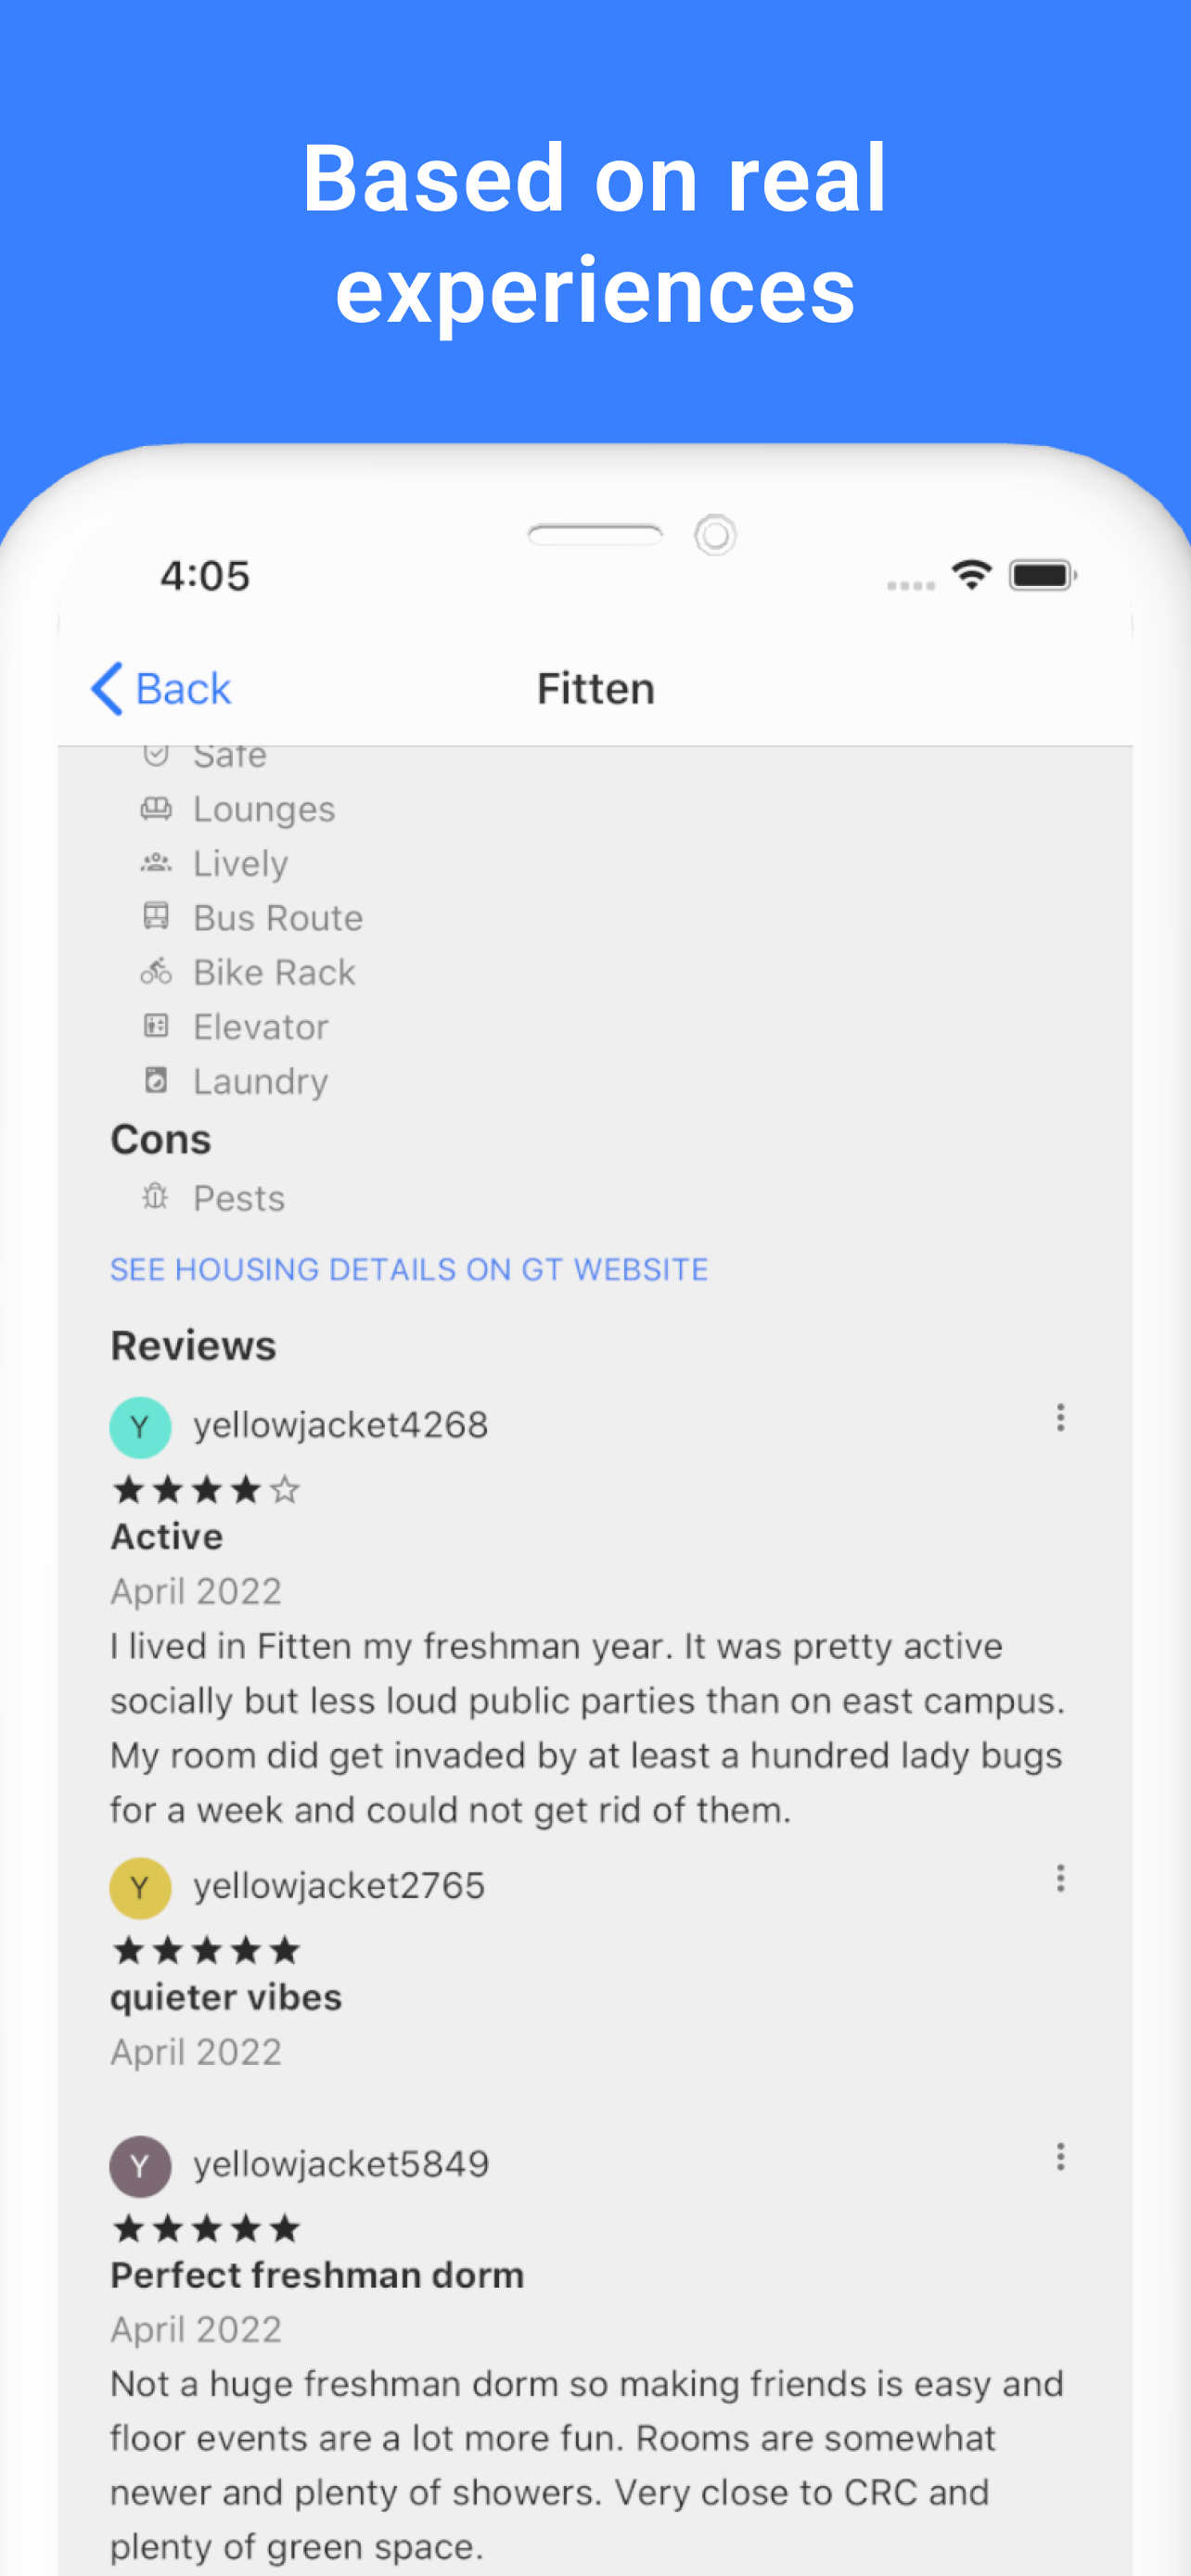 Based on real
experiences
4:05
Back
Fitten
Safe
Lounges
Lively
Bus Route
Bike Rack
Elevator
Laundry
Cons
Pests
SEE HOUSING DETAILS ON GT WEBSITE
Reviews
Y yellowjacket4268
Active
April 2022
I lived in Fitten my freshman year. It was pretty active
socially but less loud public parties than on east campus.
My room did get invaded by at least a hundred lady bugs
for a week and could not get rid of them.
Y yellowjacket2765
quieter vibes
April 2022
Y yellowjacket5849
Perfect freshman dorm
April 2022
Not a huge freshman dorm so making friends is easy and
floor events are a lot more fun. Rooms are somewhat
newer and plenty of showers. Very close to CRC and
plenty of green space.